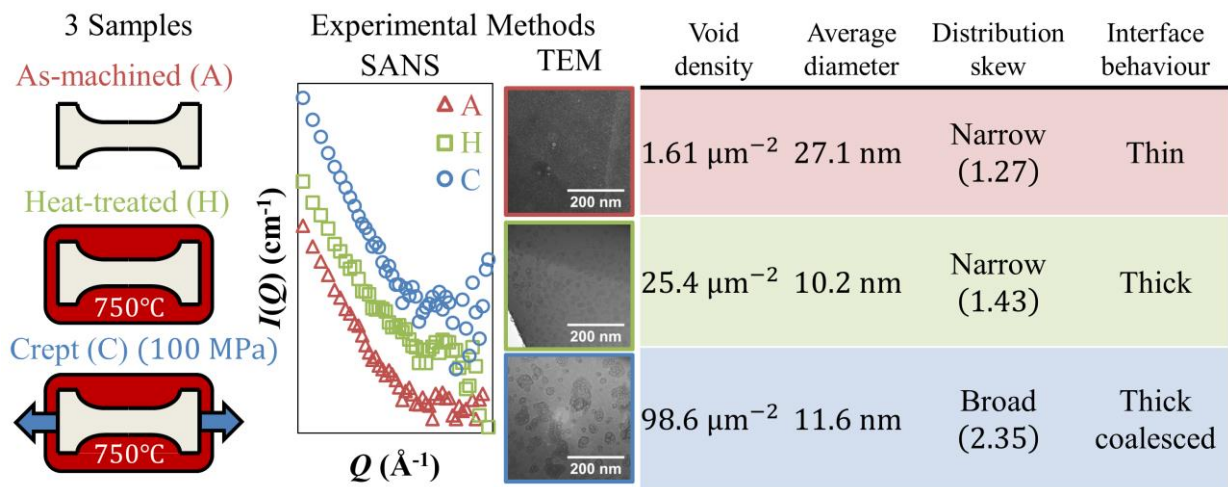 3 Samples
As-machined (A)
Heat-treated (H)
750℃
Crept (C) (100 MPa)
750℃
Experimental Methods
SANS
TEM
I(Q) (cm⁻¹)
A
H
C
Q (Å⁻¹)
200 nm
200 nm
200 nm
Void density
Average diameter
Distribution skew
Interface behaviour
1.61 μm⁻² 27.1 nm Narrow (1.27) Thin
25.4 μm⁻² 10.2 nm Narrow (1.43) Thick
98.6 μm⁻² 11.6 nm Broad (2.35) Thick coalesced